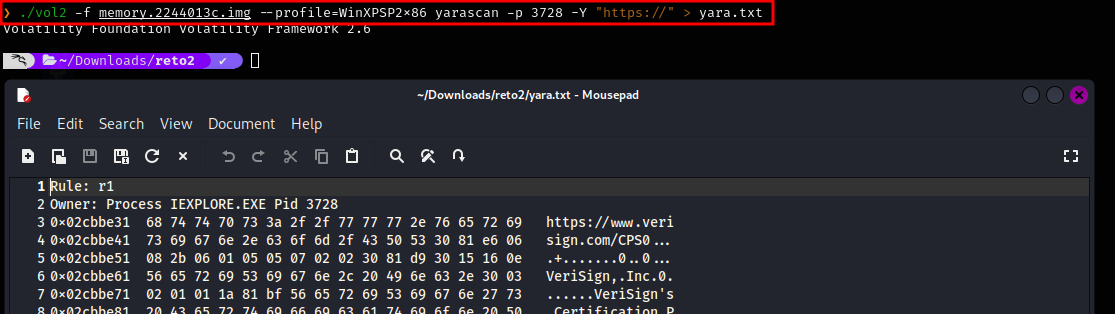 ❯ ./vol2 -f memory.2244013c.img --profile=WinXPSP2×86 yarascan -p 3728 -Y "https://" > yara.txt
Volatility Foundation Volatility Framework 2.6
~/Downloads/reto2 ✔
~/Downloads/reto2/yara.txt - Mousepad
File Edit Search View Document Help
1 Rule: r1
2 Owner: Process IEXPLORE.EXE Pid 3728
3 0×02cbbe31 68 74 74 70 73 3a 2f 2f 77 77 77 2e 76 65 72 69 https://www.veri
4 0×02cbbe41 73 69 67 6e 2e 63 6f 6d 2f 43 50 53 30 81 e6 06 sign.com/CPS0...
5 0×02cbbe51 08 2b 06 01 05 05 07 02 02 30 81 d9 30 15 16 0e .+.......0..0...
6 0×02cbbe61 56 65 72 69 53 69 67 6e 2c 20 49 6e 63 2e 30 03 VeriSign,.Inc.0.
7 0×02cbbe71 02 01 01 1a 81 bf 56 65 72 69 53 69 67 6e 27 73 ......VeriSign's
8 0×02cbbe81 20 43 65 72 74 69 66 69 63 61 74 69 6f 6e 20 50 .Certification.P